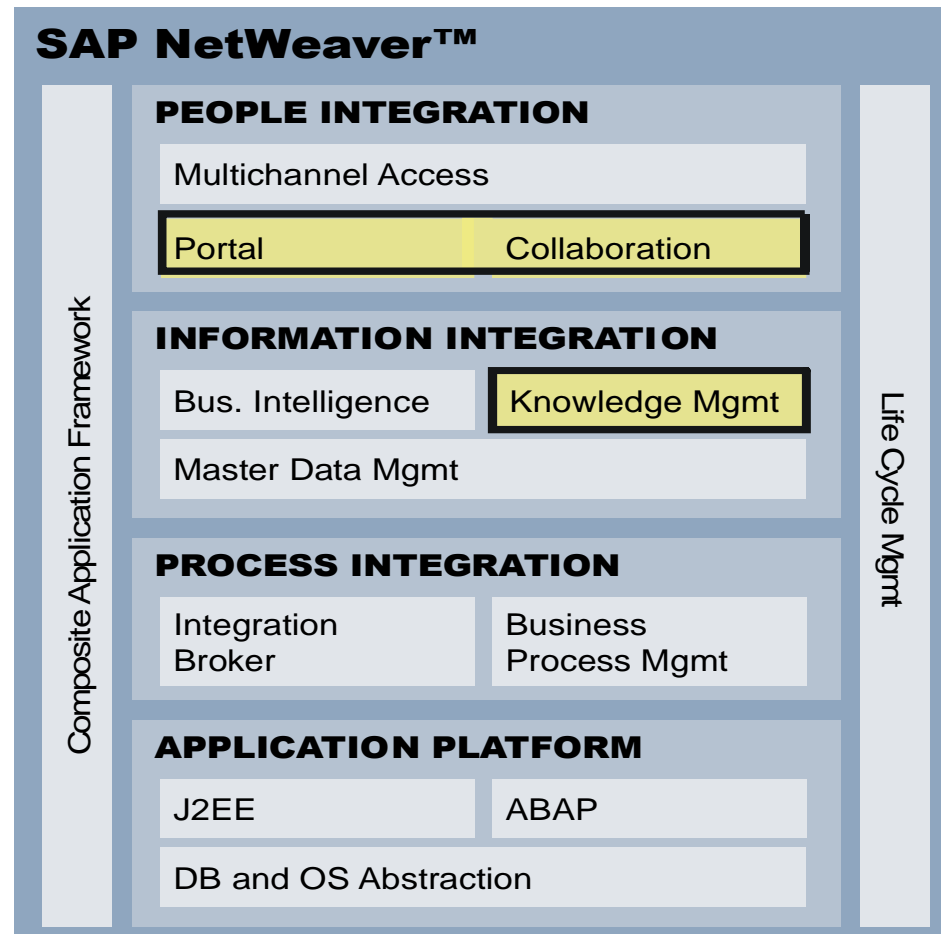 SAP NetWeaver™
Composite Application Framework
PEOPLE INTEGRATION
Multichannel Access
Portal
Collaboration
INFORMATION INTEGRATION
Bus. Intelligence
Knowledge Mgmt
Master Data Mgmt
PROCESS INTEGRATION
Integration
Broker
Business
Process Mgmt
APPLICATION PLATFORM
J2EE
ABAP
DB and OS Abstraction
Life Cycle Mgmt